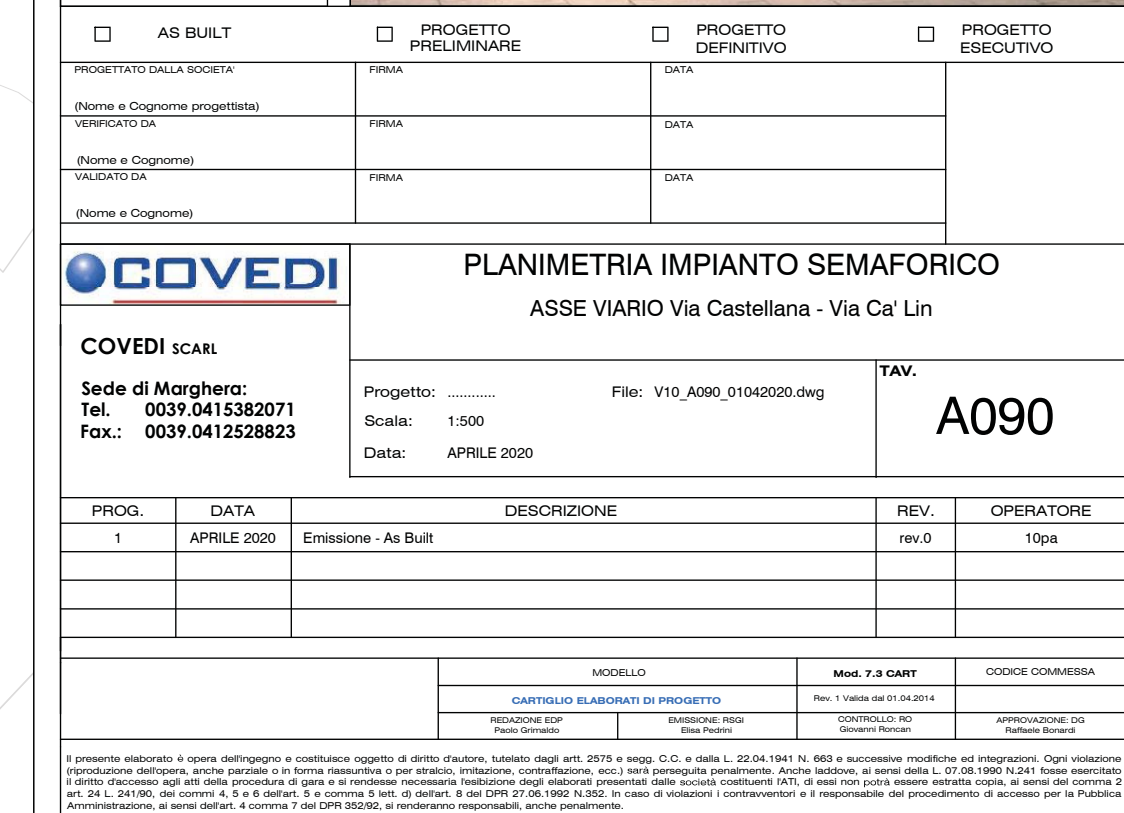 AS BUILT
PROGETTO
PRELIMINARE
PROGETTO
DEFINITIVO
PROGETTO
ESECUTIVO
PROGETTATO DALLA SOCIETA'
FIRMA
DATA
(Nome e Cognome progettista)
VERIFICATO DA
FIRMA
DATA
(Nome e Cognome)
VALIDATO DA
FIRMA
DATA
(Nome e Cognome)
COVEDI
PLANIMETRIA IMPIANTO SEMAFORICO
ASSE VIARIO Via Castellana - Via Ca' Lin
COVEDI SCARL
Sede di Marghera:
Tel. 0039.0415382071
Fax.: 0039.0412528823
Progetto: ............ File: V10_A090_01042020.dwg
Scala: 1:500
Data: APRILE 2020
TAV.
A090
PROG. DATA DESCRIZIONE REV. OPERATORE
1 APRILE 2020 Emissione - As Built rev.0 10pa
MODELLO Mod. 7.3 CART CODICE COMMESSA
CARTIGLIO ELABORATI DI PROGETTO Rev. 1 Valida dal 01.04.2014
REDAZIONE EDP
Paolo Grimaldo
EMISSIONE: RSGI
Elisa Pedrini
CONTROLLO: RO
Giovanni Roncan
APPROVAZIONE: DG
Raffaele Bonardi
Il presente elaborato è opera dell'ingegno e costituisce oggetto di diritto d'autore, tutelato dagli artt. 2575 e segg. C.C. e dalla L. 22.04.1941 N. 663 e successive modifiche ed integrazioni. Ogni violazione
(riproduzione dell'opera, anche parziale o in forma riassuntiva o per stralcio, imitazione, contraffazione, ecc.) sarà perseguita penalmente. Anche laddove, ai sensi della L. 07.08.1990 N.241 fosse esercitato
il diritto d'accesso agli atti della procedura di gara e si rendesse necessaria l'esibizione degli elaborati presentati dalle società costituenti l'ATI, di essi non potrà essere estratta copia, ai sensi del comma 2
art. 24 L. 241/90, dei commi 4, 5 e 6 dell'art. 5 e comma 5 lett. d) dell'art. 8 del DPR 27.06.1992 N.352. In caso di violazioni i contravventori e il responsabile del procedimento di accesso per la Pubblica
Amministrazione, ai sensi dell'art. 4 comma 7 del DPR 352/92, si renderanno responsabili, anche penalmente.